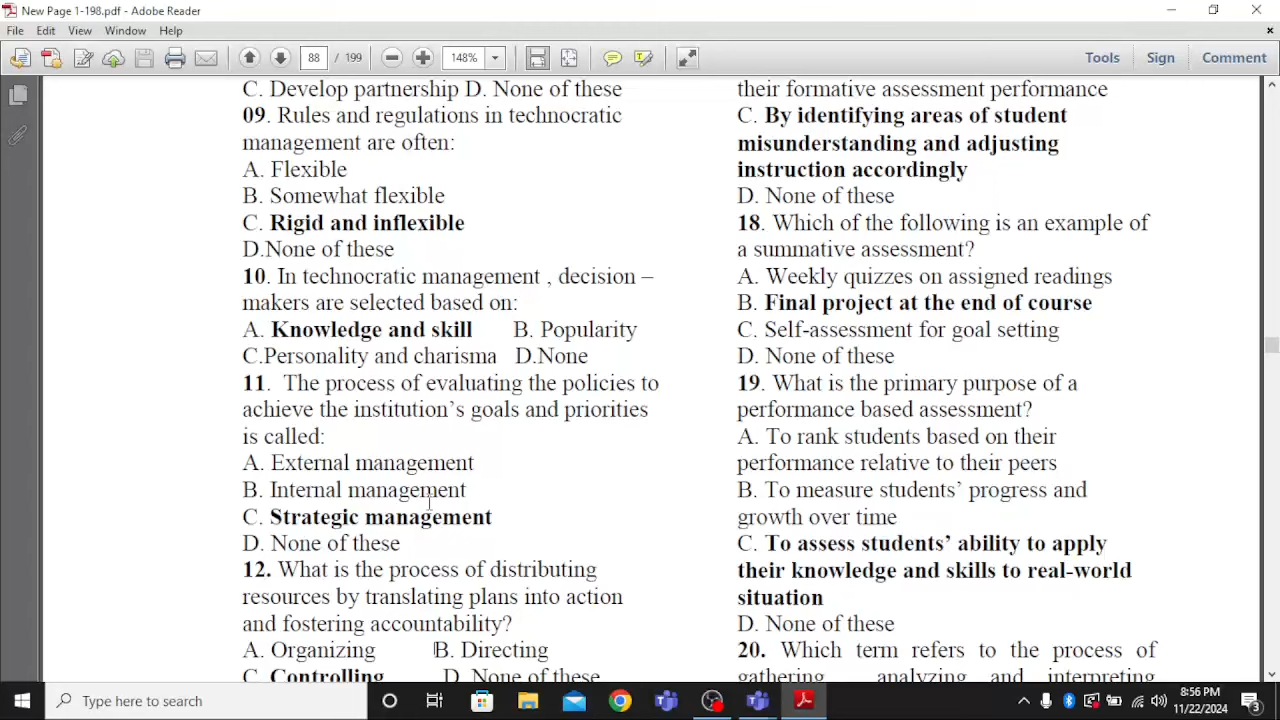 New Page 1-198.pdf - Adobe Reader
File Edit View Window Help
88 / 199 148% Tools Sign Comment
C. Develop partnership D. None of these
09. Rules and regulations in technocratic
management are often:
A. Flexible
B. Somewhat flexible
C. Rigid and inflexible
D.None of these
10. In technocratic management , decision –
makers are selected based on:
A. Knowledge and skill B. Popularity
C.Personality and charisma D.None
11. The process of evaluating the policies to
achieve the institution’s goals and priorities
is called:
A. External management
B. Internal management
C. Strategic management
D. None of these
12. What is the process of distributing
resources by translating plans into action
and fostering accountability?
A. Organizing B. Directing
C. Controlling D. None of these
their formative assessment performance
C. By identifying areas of student
misunderstanding and adjusting
instruction accordingly
D. None of these
18. Which of the following is an example of
a summative assessment?
A. Weekly quizzes on assigned readings
B. Final project at the end of course
C. Self-assessment for goal setting
D. None of these
19. What is the primary purpose of a
performance based assessment?
A. To rank students based on their
performance relative to their peers
B. To measure students’ progress and
growth over time
C. To assess students’ ability to apply
their knowledge and skills to real-world
situation
D. None of these
20. Which term refers to the process of
gathering analyzing and interpreting
Type here to search
8:56 PM
11/22/2024
3